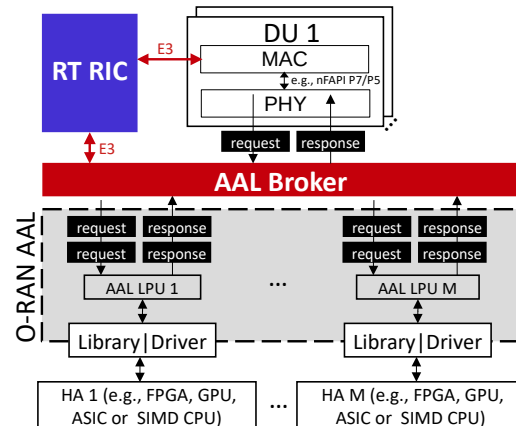 DU 1
E3
MAC
RT RIC
e.g., nFAPI P7/P5
PHY
request response
E3
AAL Broker
O-RAN AAL
request response request response
request response request response
AAL LPU 1 ... AAL LPU M
Library|Driver Library|Driver
HA 1 (e.g., FPGA, GPU, ASIC or SIMD CPU) ... HA M (e.g., FPGA, GPU, ASIC or SIMD CPU)